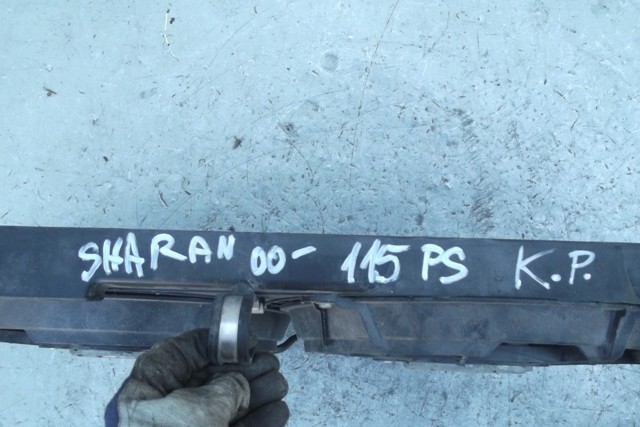 SHARAN 00- 115 PS K.P.